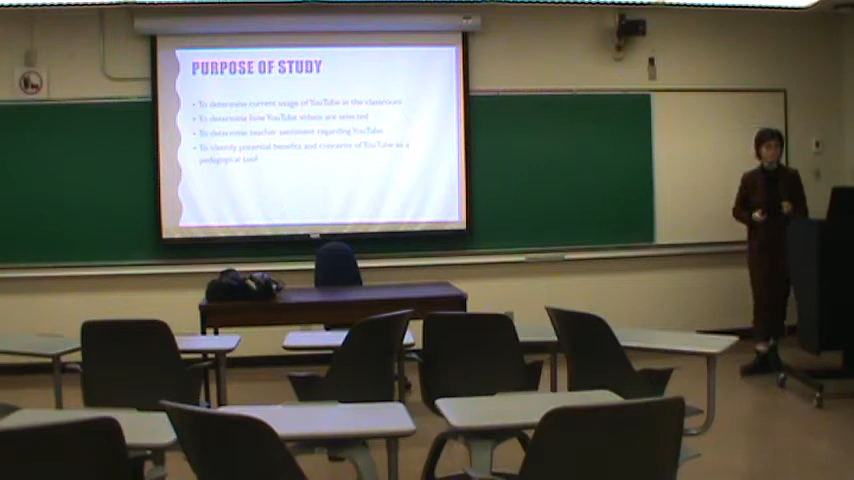 PURPOSE OF STUDY
• To determine current usage of YouTube in the classroom
• To determine how YouTube videos are selected
• To determine teacher sentiment regarding YouTube
• To identify potential benefits and concerns of YouTube as a
pedagogical tool